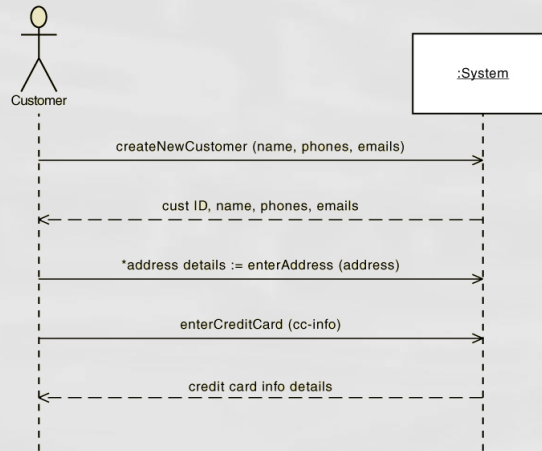 :System
Customer
createNewCustomer (name, phones, emails)
cust ID, name, phones, emails
*address details := enterAddress (address)
enterCreditCard (cc-info)
credit card info details